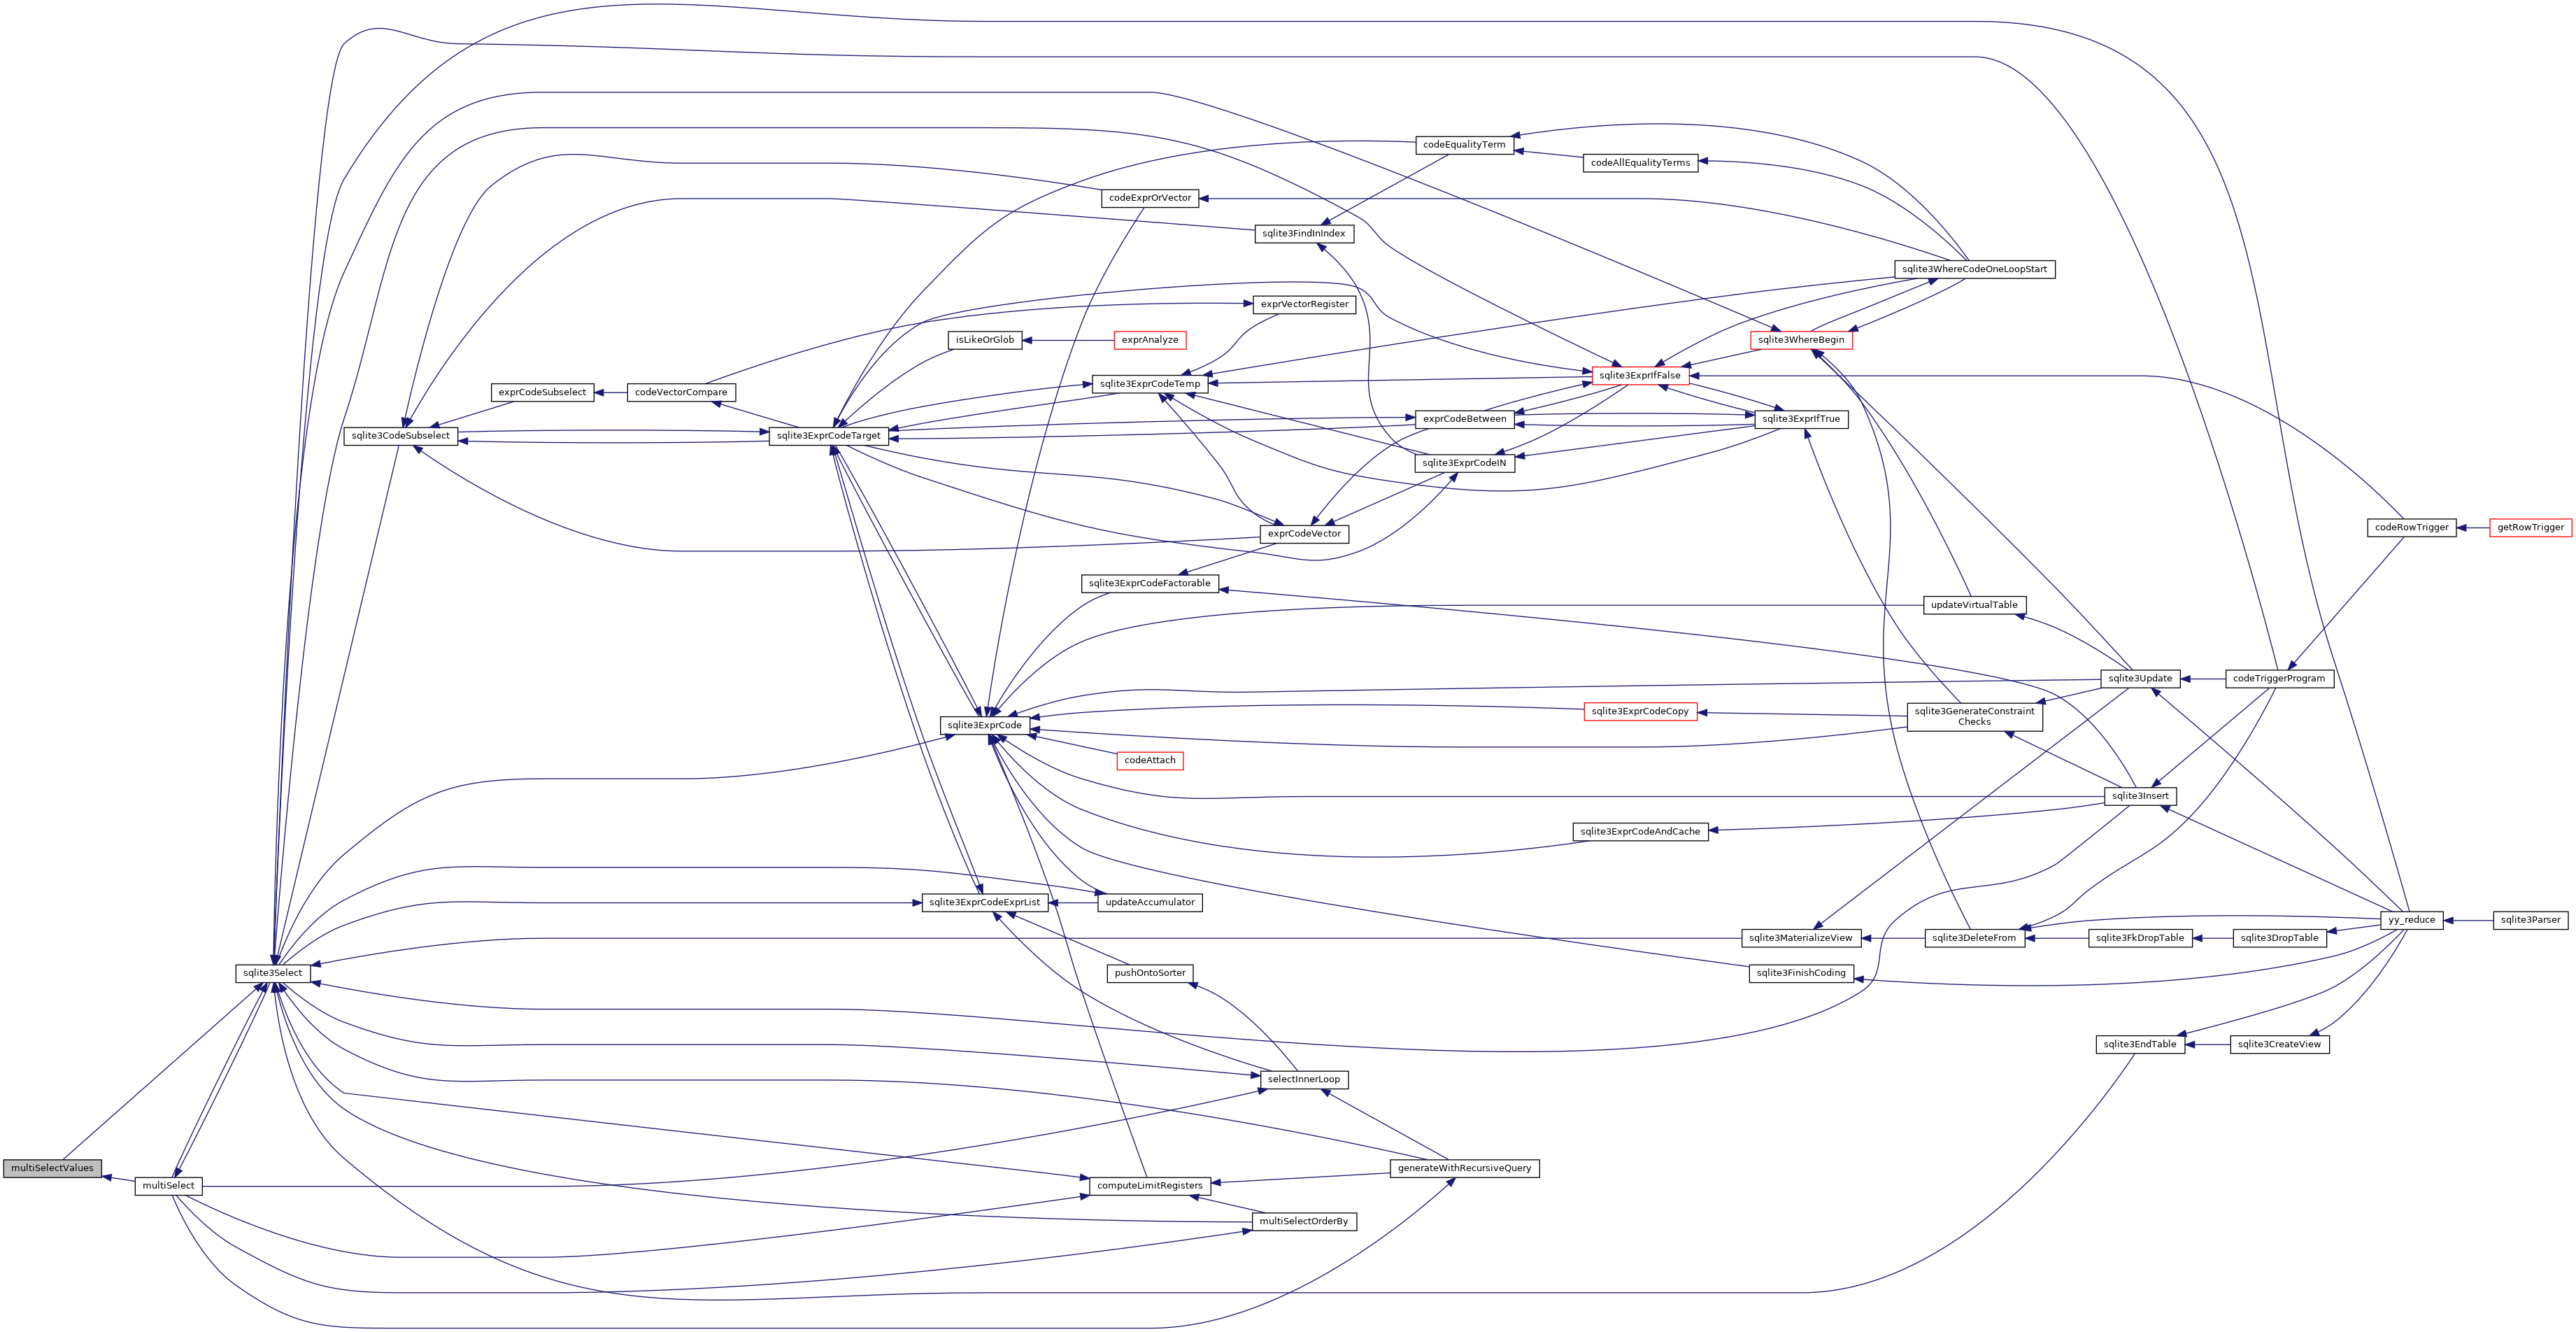 codeEqualityTerm
codeAllEqualityTerms
codeExprOrVector
sqlite3FindInIndex
sqlite3WhereCodeOneLoopStart
exprVectorRegister
isLikeOrGlob
exprAnalyze
sqlite3WhereBegin
sqlite3ExprCodeTemp
sqlite3ExprIfFalse
exprCodeSubselect
codeVectorCompare
exprCodeBetween
sqlite3ExprIfTrue
sqlite3CodeSubselect
sqlite3ExprCodeTarget
sqlite3ExprCodeIN
exprCodeVector
codeRowTrigger
getRowTrigger
sqlite3ExprCodeFactorable
updateVirtualTable
sqlite3Update
codeTriggerProgram
sqlite3ExprCode
sqlite3ExprCodeCopy
sqlite3GenerateConstraint
Checks
codeAttach
sqlite3Insert
sqlite3ExprCodeAndCache
sqlite3ExprCodeExprList
updateAccumulator
yy_reduce
sqlite3Parser
sqlite3MaterializeView
sqlite3DeleteFrom
sqlite3FkDropTable
sqlite3DropTable
sqlite3Select
pushOntoSorter
sqlite3FinishCoding
sqlite3EndTable
sqlite3CreateView
selectInnerLoop
multiSelectValues
multiSelect
computeLimitRegisters
generateWithRecursiveQuery
multiSelectOrderBy